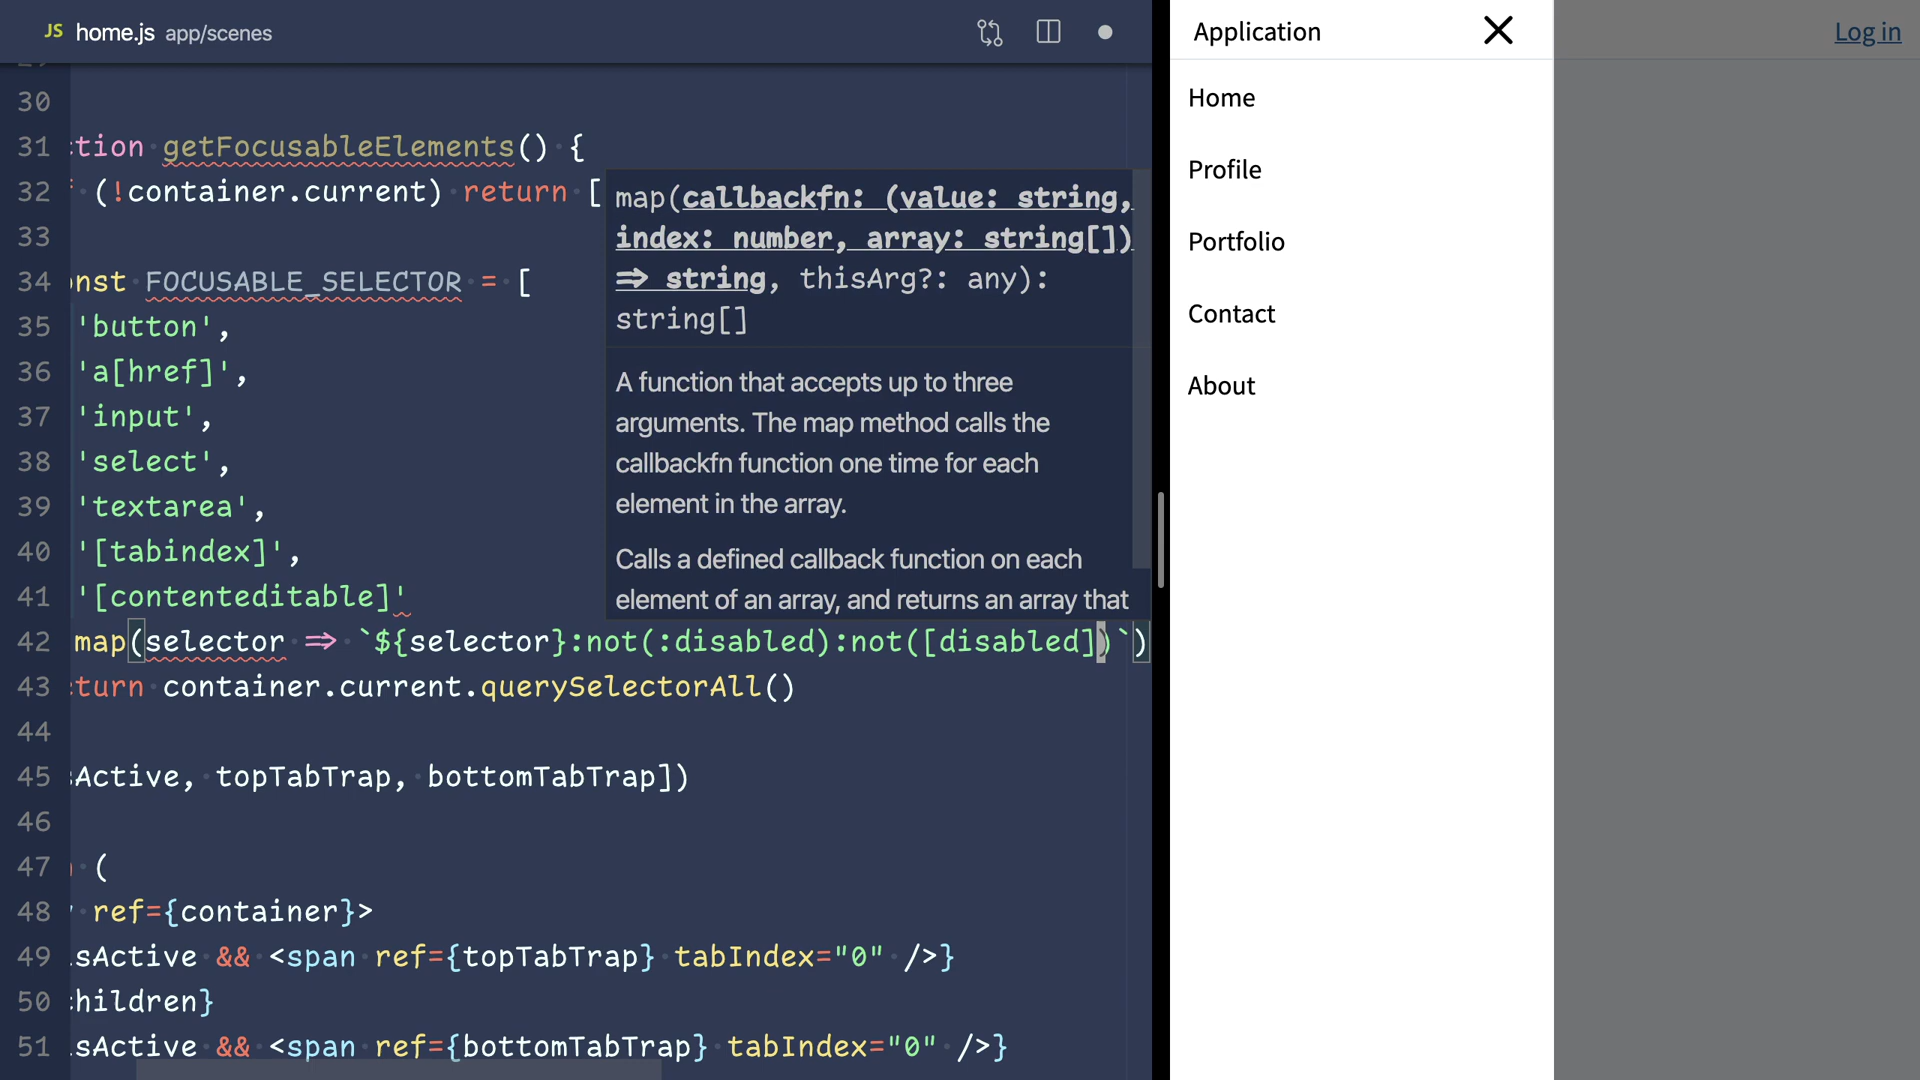 JS home.js app/scenes
30
31 ction getFocusableElements() {
32 (!container.current) return [
33
34 onst FOCUSABLE_SELECTOR = [
35 'button',
36 'a[href]',
37 'input',
38 'select',
39 'textarea',
40 '[tabindex]',
41 '[contenteditable]'
42 map(selector => `${selector}:not(:disabled):not([disabled])`)
43 turn container.current.querySelectorAll()
44
45 sActive, topTabTrap, bottomTabTrap])
46
47 (
48 ref={container}>
49 sActive && <span ref={topTabTrap} tabIndex="0" />}
50 children}
51 sActive && <span ref={bottomTabTrap} tabIndex="0" />}
map(callbackfn: (value: string,
index: number, array: string[])
=> string, thisArg?: any):
string[]
A function that accepts up to three
arguments. The map method calls the
callbackfn function one time for each
element in the array.
Calls a defined callback function on each
element of an array, and returns an array that
Application
Log in
Home
Profile
Portfolio
Contact
About